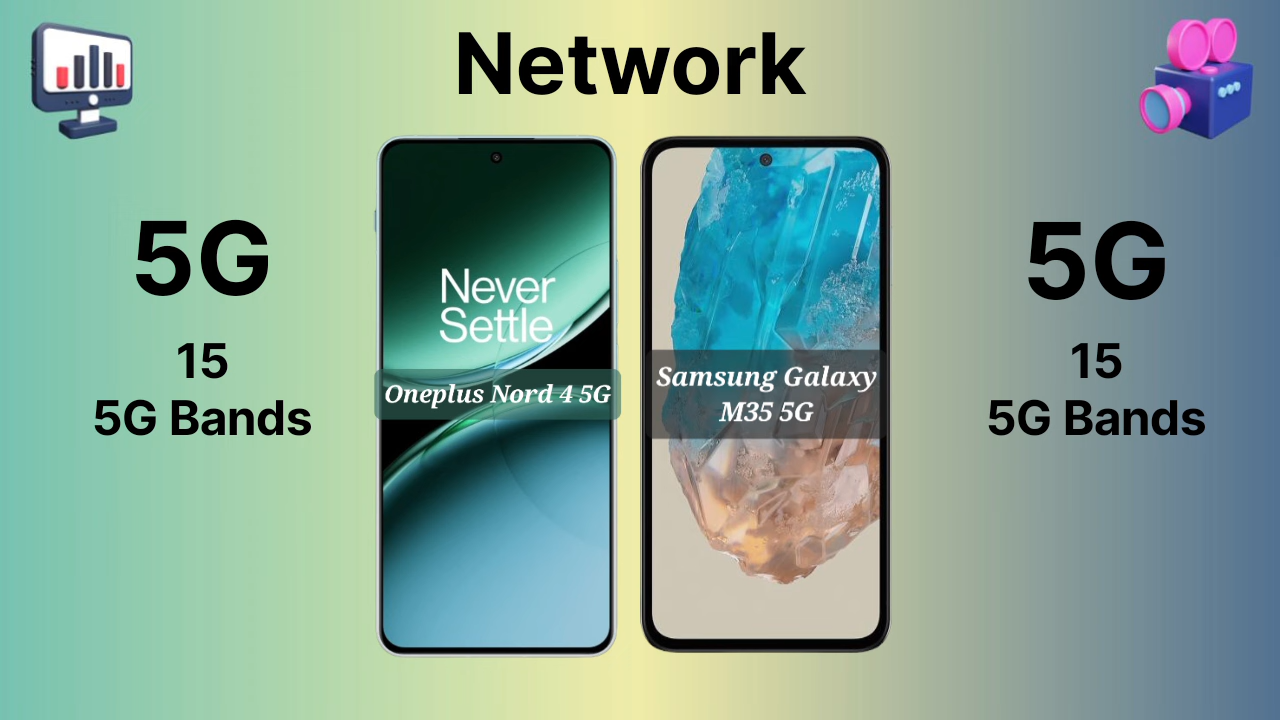 Network
5G
15
5G Bands
Never
Settle
Oneplus Nord 4 5G
Samsung Galaxy
M35 5G
5G
15
5G Bands